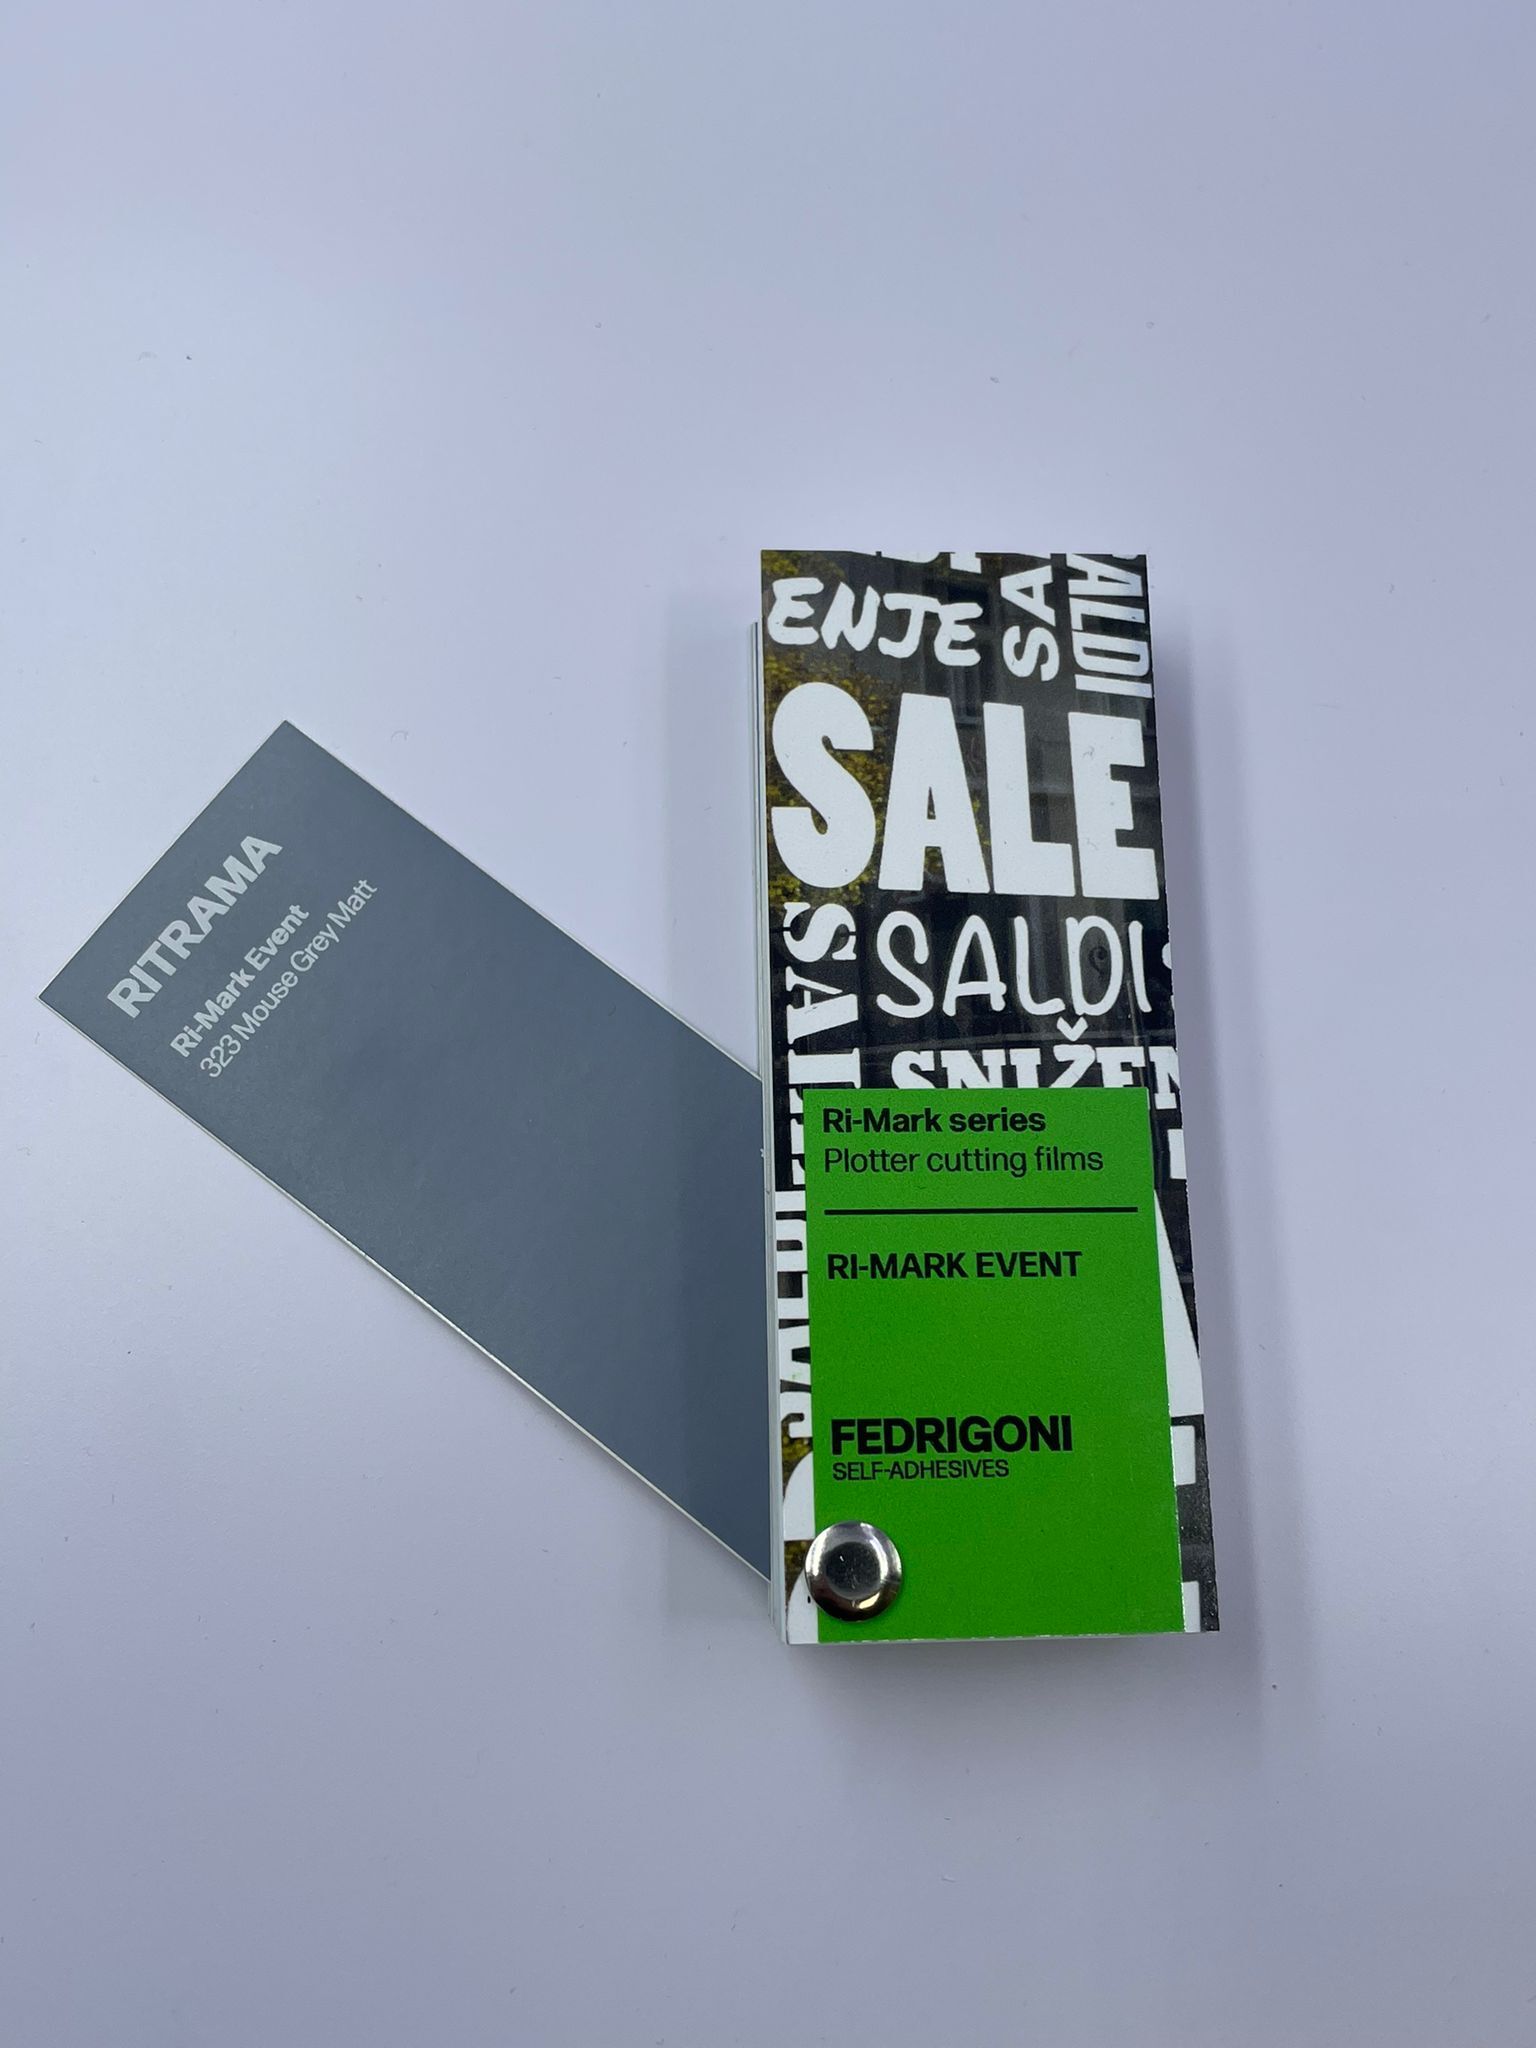 RITRAMA
Ri-Mark Event
323 Mouse Grey Matt
ENJE
SA
SALDI
SALE
SALDI
Ri-Mark series
Plotter cutting films
RI-MARK EVENT
FEDRIGONI
SELF-ADHESIVES